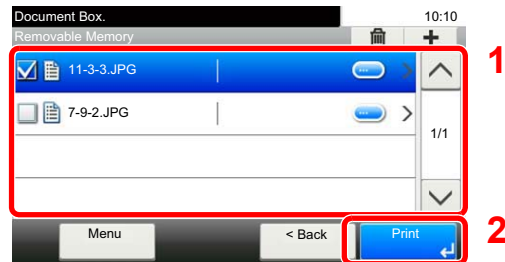 Document Box.
10:10
Removable Memory
1
11-3-3.JPG
7-9-2.JPG
1/1
Menu
< Back
Print
2